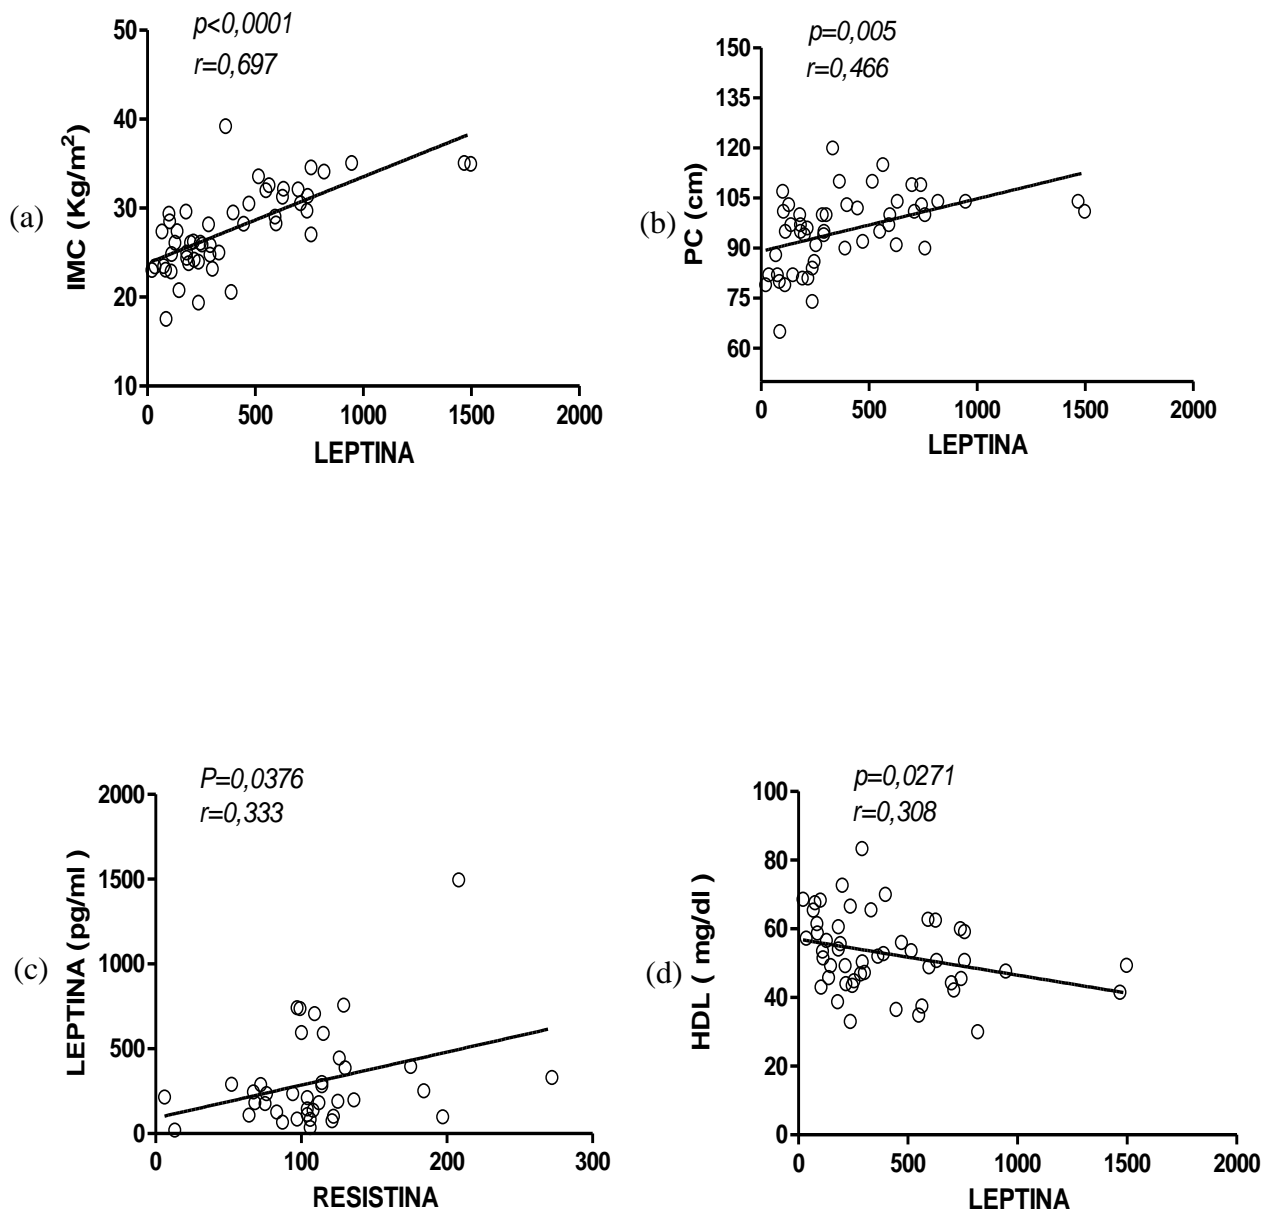 p<0,0001
r=0,697
50
40
30
20
10
IMC (Kg/m²)
(a)
0 500 1000 1500 2000
LEPTINA
p=0,005
r=0,466
150
135
120
105
90
75
60
PC (cm)
(b)
0 500 1000 1500 2000
LEPTINA
P=0,0376
r=0,333
2000
1500
1000
500
0
LEPTINA (pg/ml )
(c)
0 100 200 300
RESISTINA
p=0,0271
r=0,308
100
80
60
40
20
0
HDL ( mg/dl )
(d)
0 500 1000 1500 2000
LEPTINA